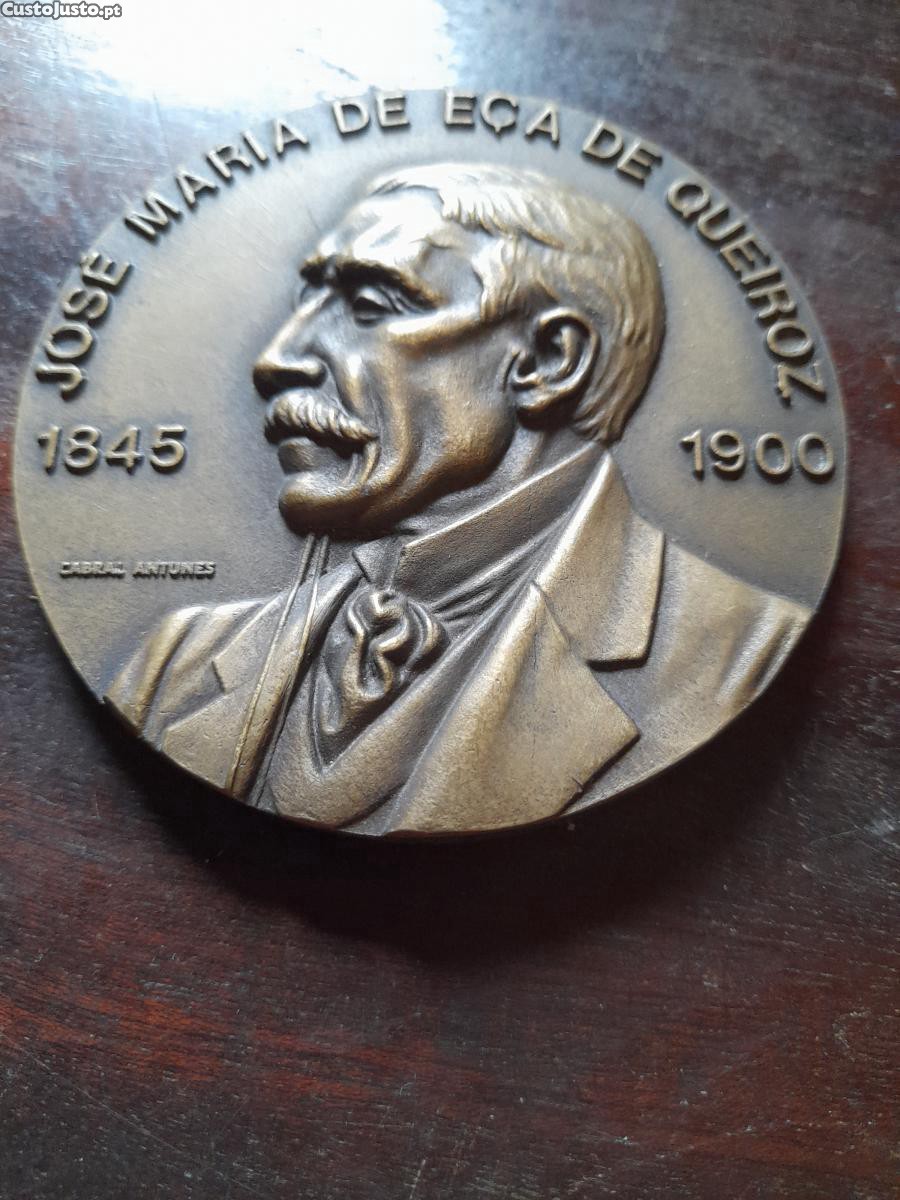 CustoJusto.pt
JOSÉ MARIA DE EÇA DE QUEIROZ
1845
1900
CABRAL ANTUNES